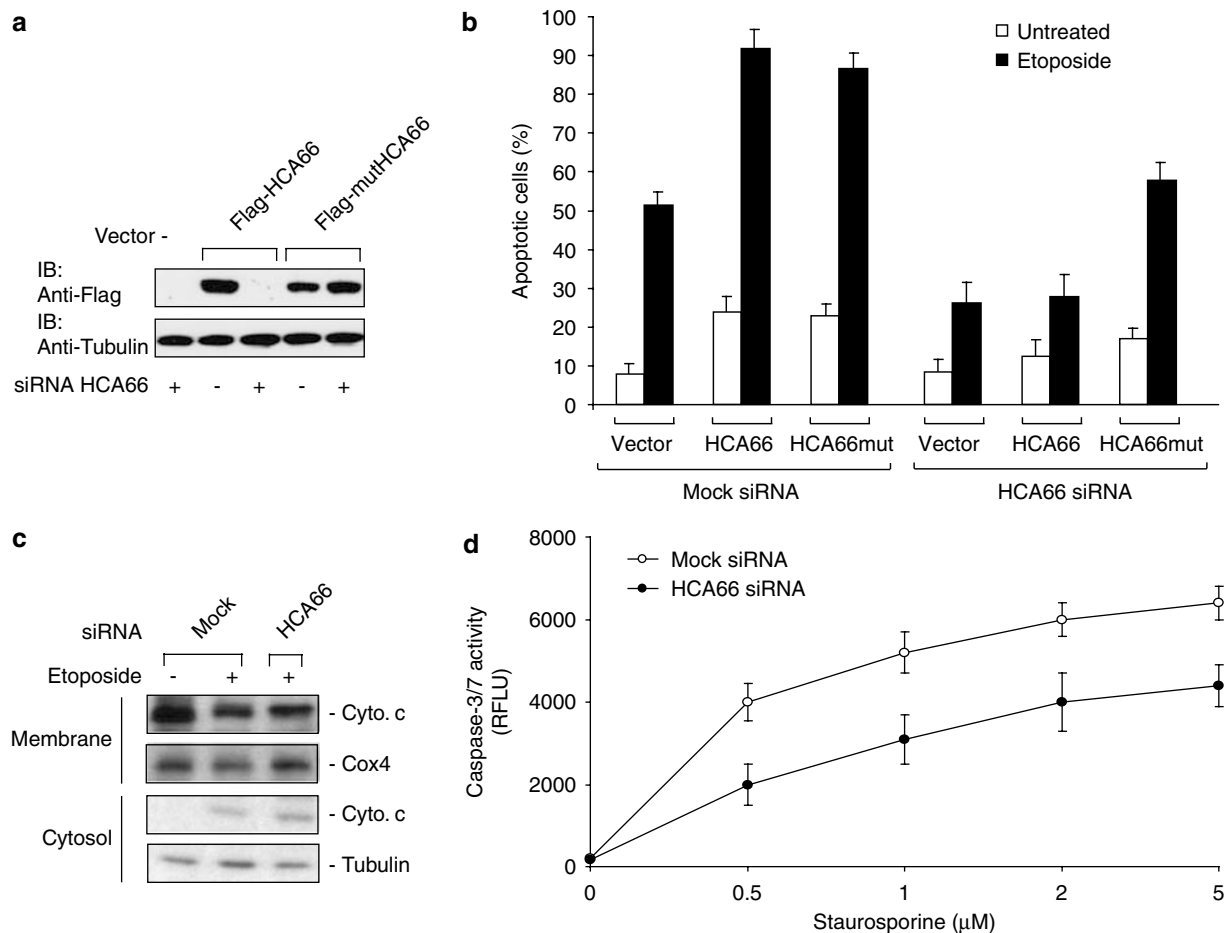 a
Vector -
Flag-HCA66
Flag-mutHCA66
IB:
Anti-Flag
IB:
Anti-Tubulin
siRNA HCA66 + - + - +
b
Untreated
Etoposide
Apoptotic cells (%)
100
90
80
70
60
50
40
30
20
10
0
Vector HCA66 HCA66mut Vector HCA66 HCA66mut
Mock siRNA HCA66 siRNA
c
siRNA Mock HCA66
Etoposide - + +
Membrane
- Cyto. c
- Cox4
Cytosol
- Cyto. c
- Tubulin
d
Mock siRNA
HCA66 siRNA
Caspase-3/7 activity
(RFLU)
8000
6000
4000
2000
0
0 0.5 1 2 5
Staurosporine (μM)